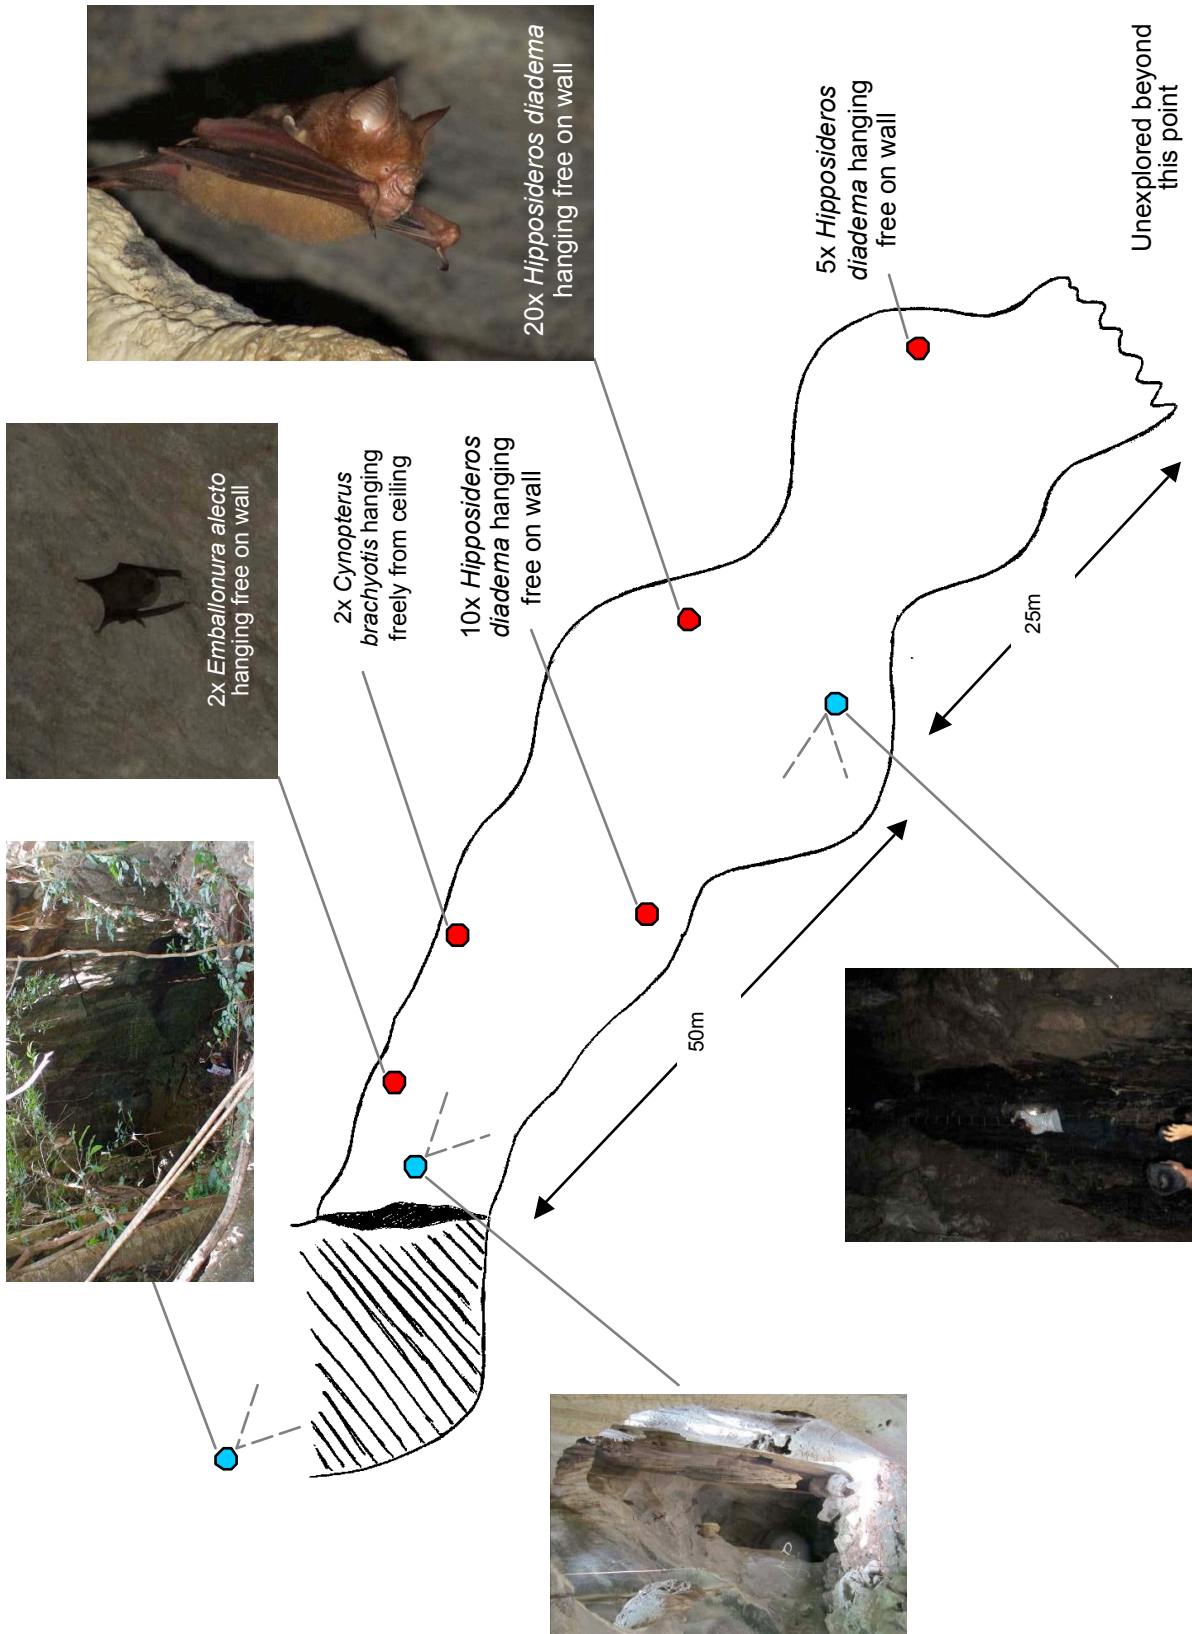 2x Emballonura alecto
hanging free on wall
2x Cynopterus
brachyotis hanging
freely from ceiling
10x Hipposideros
diadema hanging
free on wall
20x Hipposideros diadema
hanging free on wall
5x Hipposideros
diadema hanging
free on wall
Unexplored beyond
this point
50m
25m